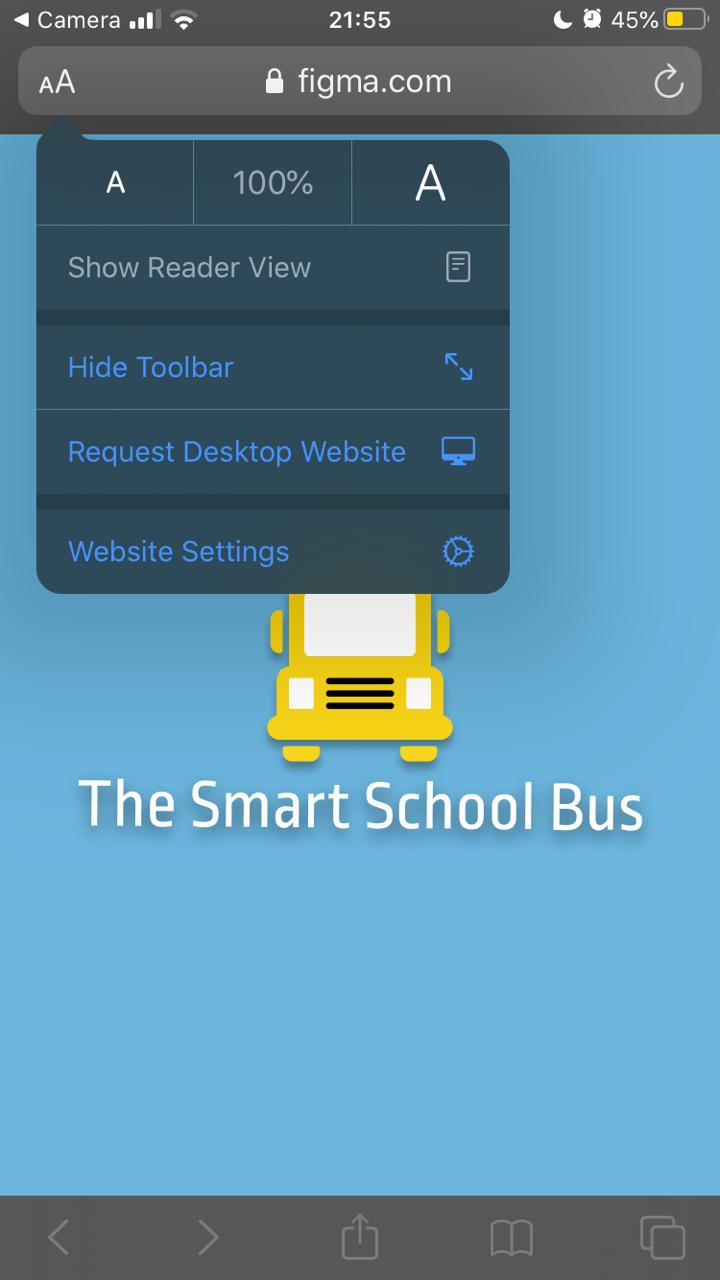 Camera 21:55 45%
AA figma.com
A 100% A
Show Reader View
Hide Toolbar
Request Desktop Website
Website Settings
The Smart School Bus